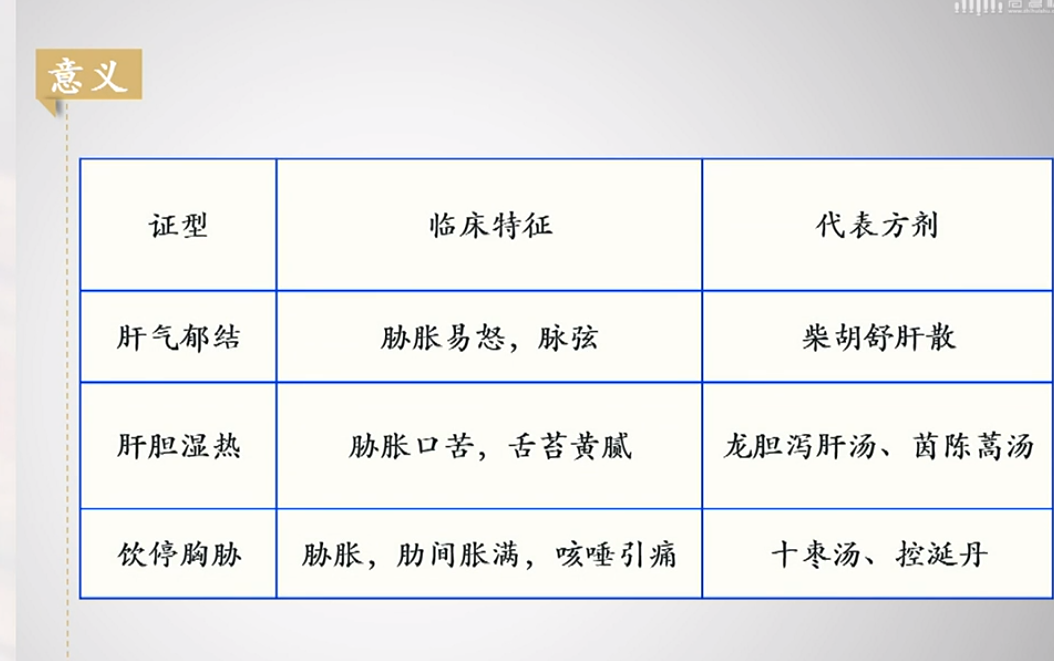 意义
证型 临床特征 代表方剂
肝气郁结 胁胀易怒，脉弦 柴胡舒肝散
肝胆湿热 胁胀口苦，舌苔黄腻 龙胆泻肝汤、茵陈蒿汤
饮停胸胁 胁胀，肋间胀满，咳唾引痛 十枣汤、控涎丹